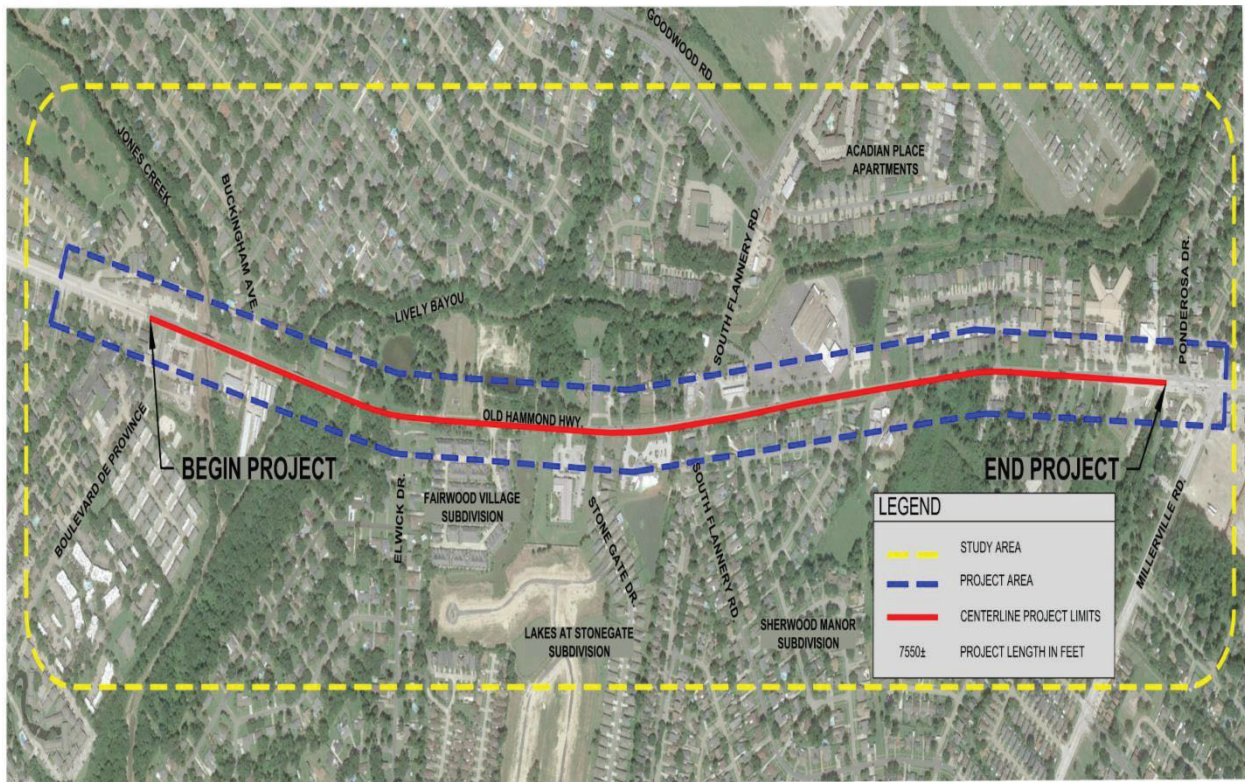 GOODWOOD RD.
JONES CREEK
BUCKINGHAM AVE
ACADIAN PLACE
APARTMENTS
SOUTH FLANNERY RD
PONDEROSA DR.
LIVELY BAYOU
OLD HAMMOND HWY.
BOULEVARD DE PROVINCE
BEGIN PROJECT
END PROJECT
ELWICK DR.
FAIRWOOD VILLAGE
SUBDIVISION
STONE GATE DR.
SOUTH FLANNERY RD
MILLERVILLE RD.
LAKES AT STONEGATE
SUBDIVISION
SHERWOOD MANOR
SUBDIVISION
LEGEND
STUDY AREA
PROJECT AREA
CENTERLINE PROJECT LIMITS
7550± PROJECT LENGTH IN FEET